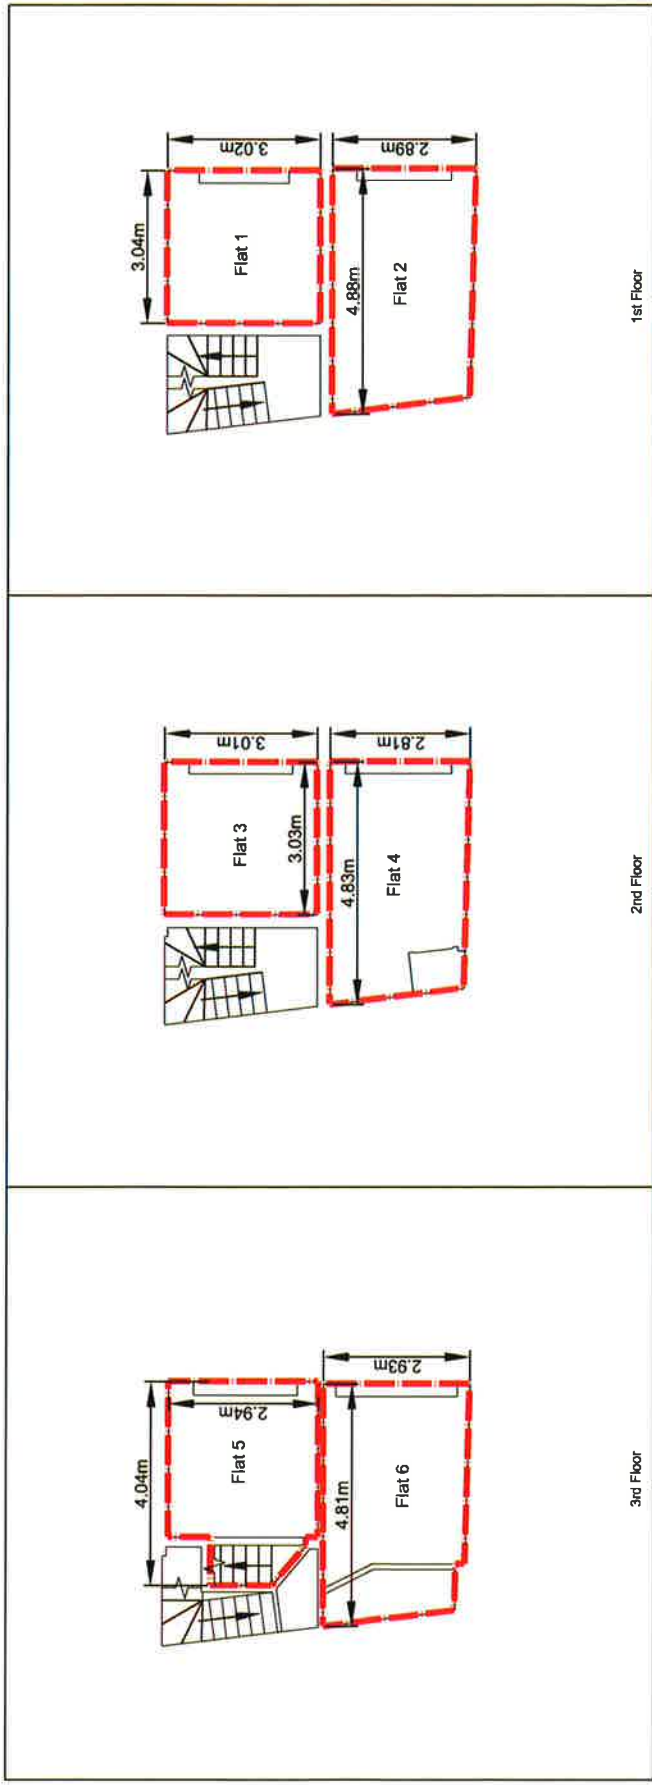 3.04m
3.02m
Flat 1
4.88m
2.89m
Flat 2
1st Floor
3.01m
Flat 3
3.03m
4.83m
2.81m
Flat 4
2nd Floor
4.04m
2.94m
Flat 5
4.81m
2.93m
Flat 6
3rd Floor